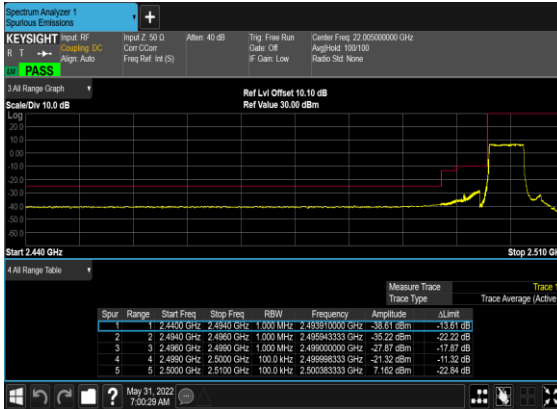 Spectrum Analyzer 1
Spurious Emissions
+
KEYSIGHT Input: RF Input Z: 50 Ω Atten: 40 dB Trig: Free Run Center Freq: 22.005000000 GHz
R T Coupling: DC Corr CCorr Gate: Off Avg|Hold: 100/100
Align: Auto Freq Ref: Int (S) IF Gain: Low Radio Std: None
PASS
3 All Range Graph
Ref Lvl Offset 10.10 dB
Scale/Div 10.0 dB Ref Value 30.00 dBm
Log
20.0
10.0
0.00
-10.0
-20.0
-30.0
-40.0
-50.0
-60.0
Start 2.440 GHz Stop 2.510 GH
4 All Range Table
Measure Trace Trace 1
Trace Type Trace Average (Active
Spur Range Start Freq Stop Freq RBW Frequency Amplitude ΔLimit
1 1 2.4400 GHz 2.4940 GHz 1.000 MHz 2.493910000 GHz -38.61 dBm -13.61 dB
2 2 2.4940 GHz 2.4960 GHz 1.000 MHz 2.495943333 GHz -35.22 dBm -22.22 dB
3 3 2.4960 GHz 2.4990 GHz 1.000 MHz 2.499000000 GHz -27.87 dBm -17.87 dB
4 4 2.4990 GHz 2.5000 GHz 100.0 kHz 2.499998333 GHz -21.32 dBm -11.32 dB
5 5 2.5000 GHz 2.5100 GHz 100.0 kHz 2.500383333 GHz 7.162 dBm -22.84 dB
?
May 31, 2022
7:00:29 AM